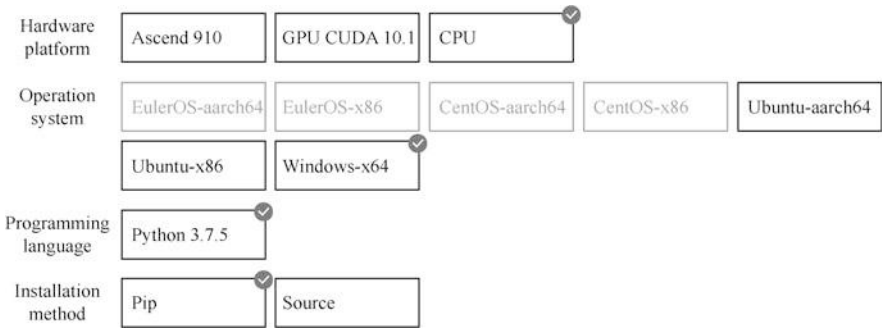 Hardware
platform
Ascend 910
GPU CUDA 10.1
CPU
Operation
system
EulerOS-aarch64
EulerOS-x86
CentOS-aarch64
CentOS-x86
Ubuntu-aarch64
Ubuntu-x86
Windows-x64
Programming
language
Python 3.7.5
Installation
method
Pip
Source